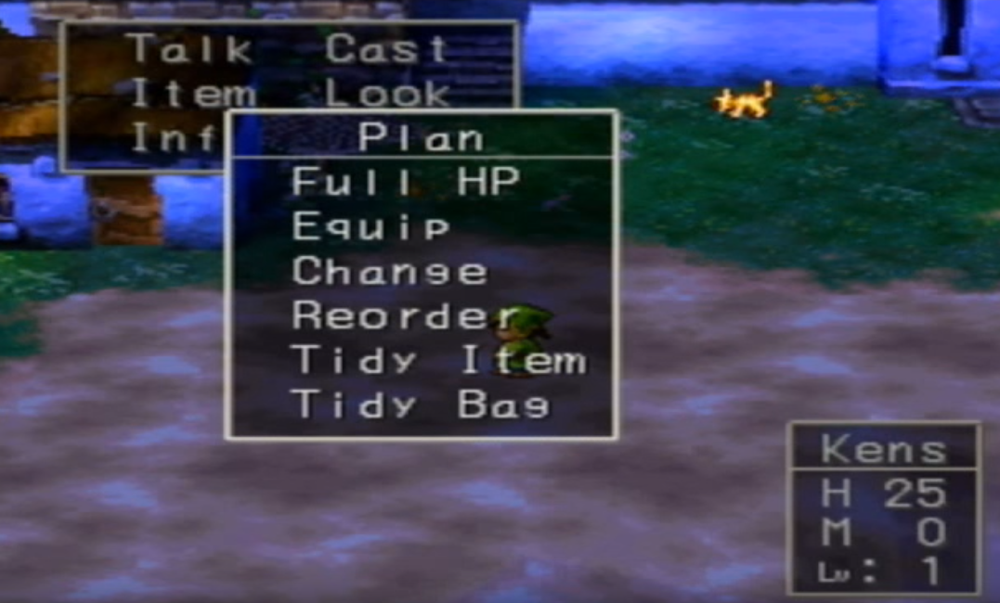 Talk Cast
Item Look
Inf
Plan
Full HP
Equip
Change
Reorder
Tidy Item
Tidy Bag
Kens
H 25
M 0
Lv: 1